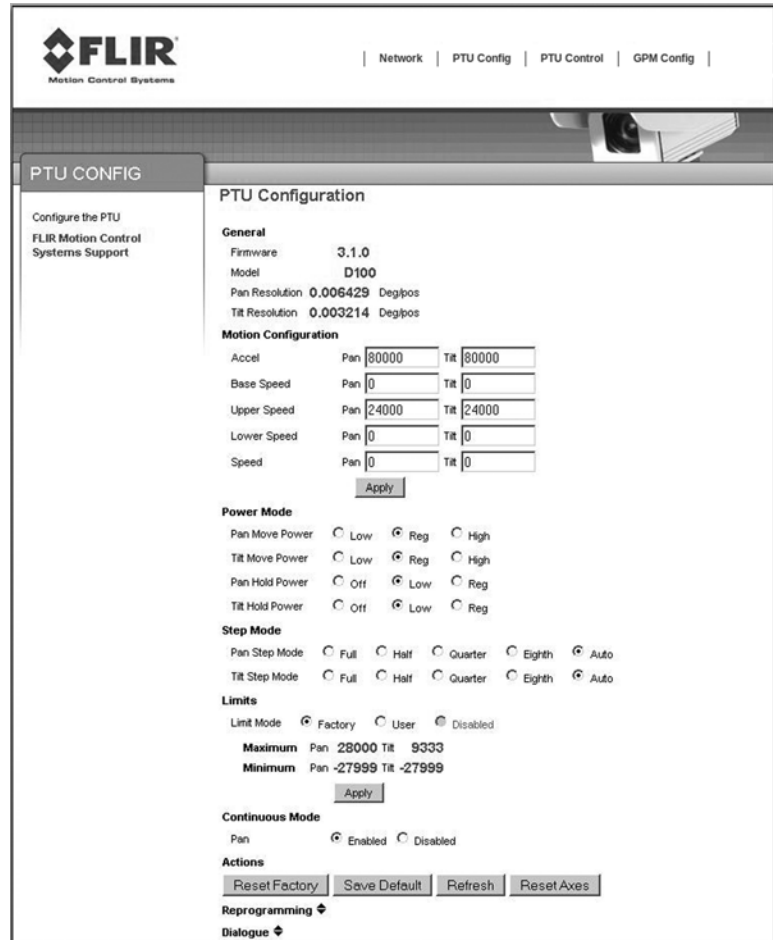 FLIR
Motion Control Systems
| Network | PTU Config | PTU Control | GPM Config |
PTU CONFIG
Configure the PTU
FLIR Motion Control
Systems Support
PTU Configuration
General
Firmware 3.1.0
Model D100
Pan Resolution 0.006429 Deg/pos
Tilt Resolution 0.003214 Deg/pos
Motion Configuration
Accel Pan 80000 Tilt 80000
Base Speed Pan 0 Tilt 0
Upper Speed Pan 24000 Tilt 24000
Lower Speed Pan 0 Tilt 0
Speed Pan 0 Tilt 0
Apply
Power Mode
Pan Move Power Low Reg High
Tilt Move Power Low Reg High
Pan Hold Power Off Low Reg
Tilt Hold Power Off Low Reg
Step Mode
Pan Step Mode Full Half Quarter Eighth Auto
Tilt Step Mode Full Half Quarter Eighth Auto
Limits
Limit Mode Factory User Disabled
Maximum Pan 28000 Tilt 9333
Minimum Pan -27999 Tilt -27999
Apply
Continuous Mode
Pan Enabled Disabled
Actions
Reset Factory Save Default Refresh Reset Axes
Reprogramming
Dialogue